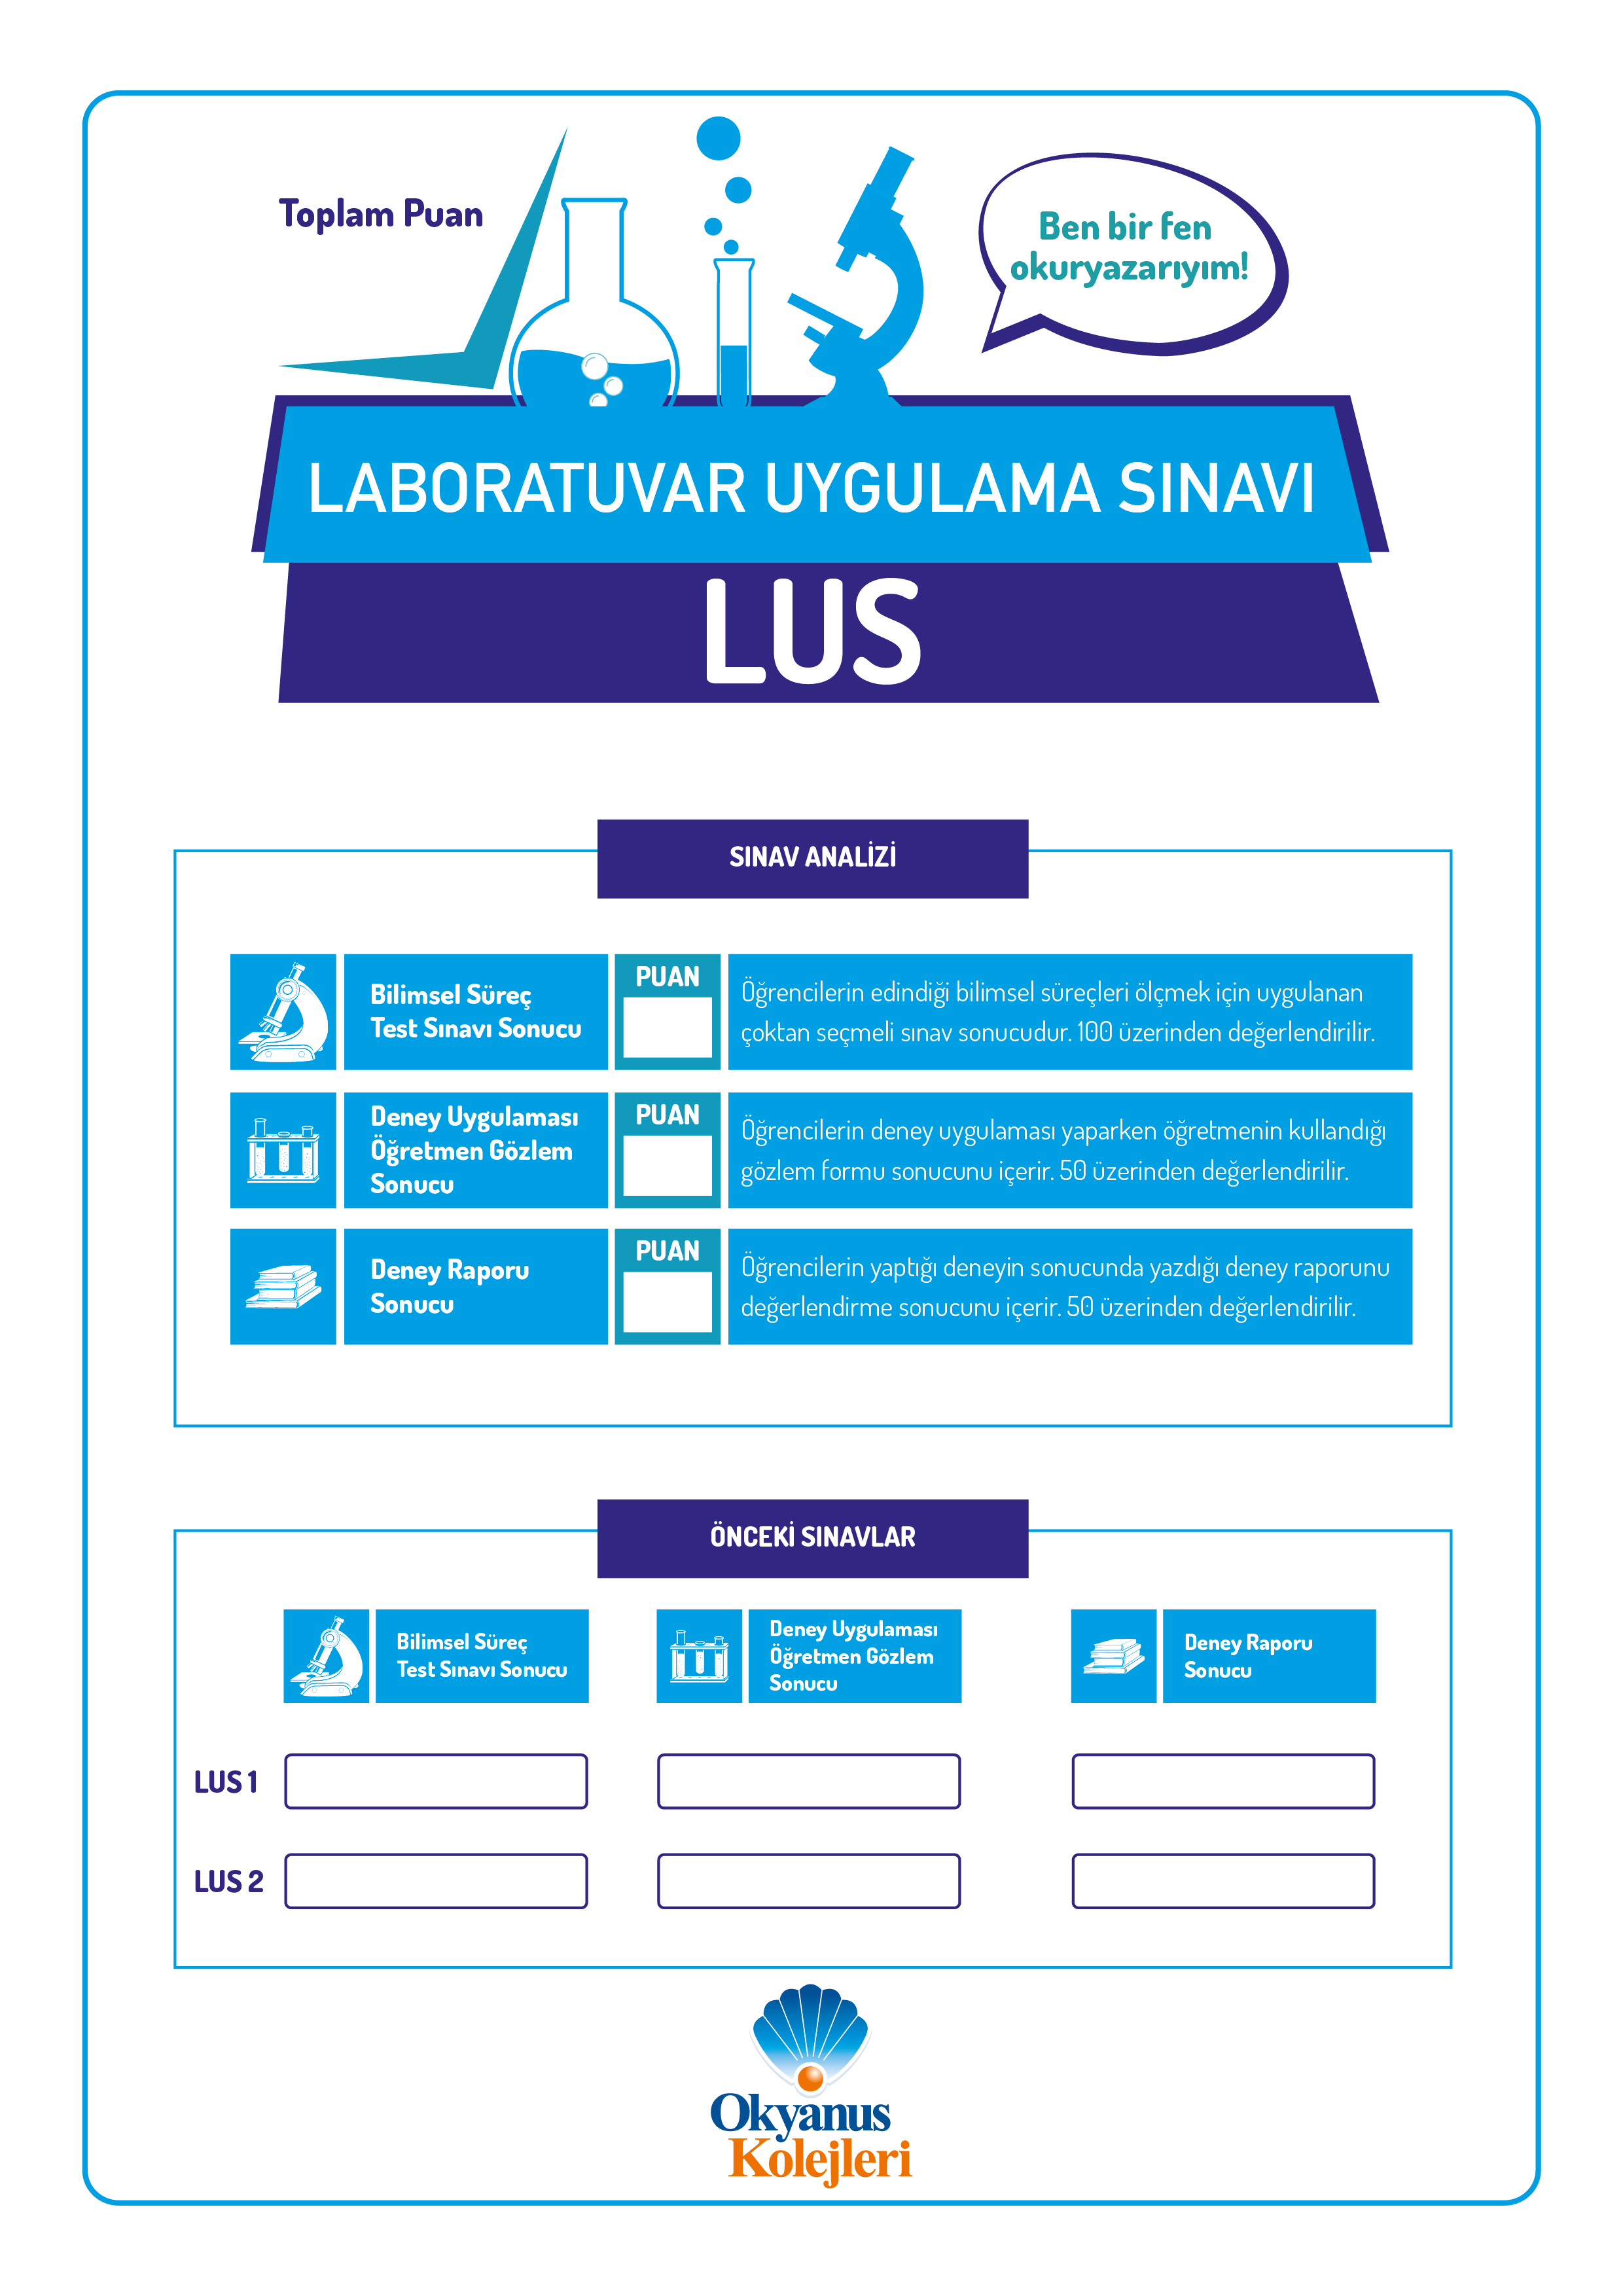 Toplam Puan
Ben bir fen
okuryazarıyım!
LABORATUVAR UYGULAMA SINAVI
LUS
SINAV ANALİZİ
Bilimsel Süreç
Test Sınavı Sonucu
PUAN
Öğrencilerin edindiği bilimsel süreçleri ölçmek için uygulanan
çoktan seçmeli sınav sonucudur. 100 üzerinden değerlendirilir.
Deney Uygulaması
Öğretmen Gözlem
Sonucu
PUAN
Öğrencilerin deney uygulaması yaparken öğretmenin kullandığı
gözlem formu sonucunu içerir. 50 üzerinden değerlendirilir.
Deney Raporu
Sonucu
PUAN
Öğrencilerin yaptığı deneyin sonucunda yazdığı deney raporunu
değerlendirme sonucunu içerir. 50 üzerinden değerlendirilir.
ÖNCEKİ SINAVLAR
Bilimsel Süreç
Test Sınavı Sonucu
Deney Uygulaması
Öğretmen Gözlem
Sonucu
Deney Raporu
Sonucu
LUS 1
LUS 2
Okyanus
Kolejleri